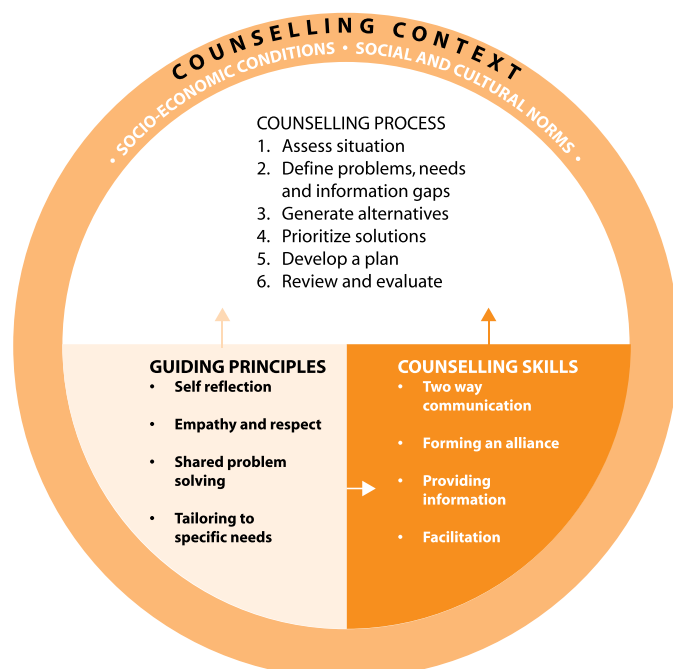 COUNSELLING CONTEXT
• SOCIO-ECONOMIC CONDITIONS • SOCIAL AND CULTURAL NORMS •
COUNSELLING PROCESS
1. Assess situation
2. Define problems, needs
and information gaps
3. Generate alternatives
4. Prioritize solutions
5. Develop a plan
6. Review and evaluate
GUIDING PRINCIPLES
• Self reflection
• Empathy and respect
• Shared problem
solving
• Tailoring to
specific needs
COUNSELLING SKILLS
• Two way
communication
• Forming an alliance
• Providing
information
• Facilitation